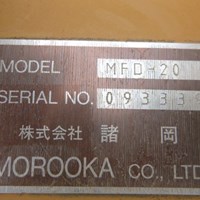 MODEL MFD-20
SERIAL NO. 09333
株式会社 諸岡
MOROOKA CO., LTD